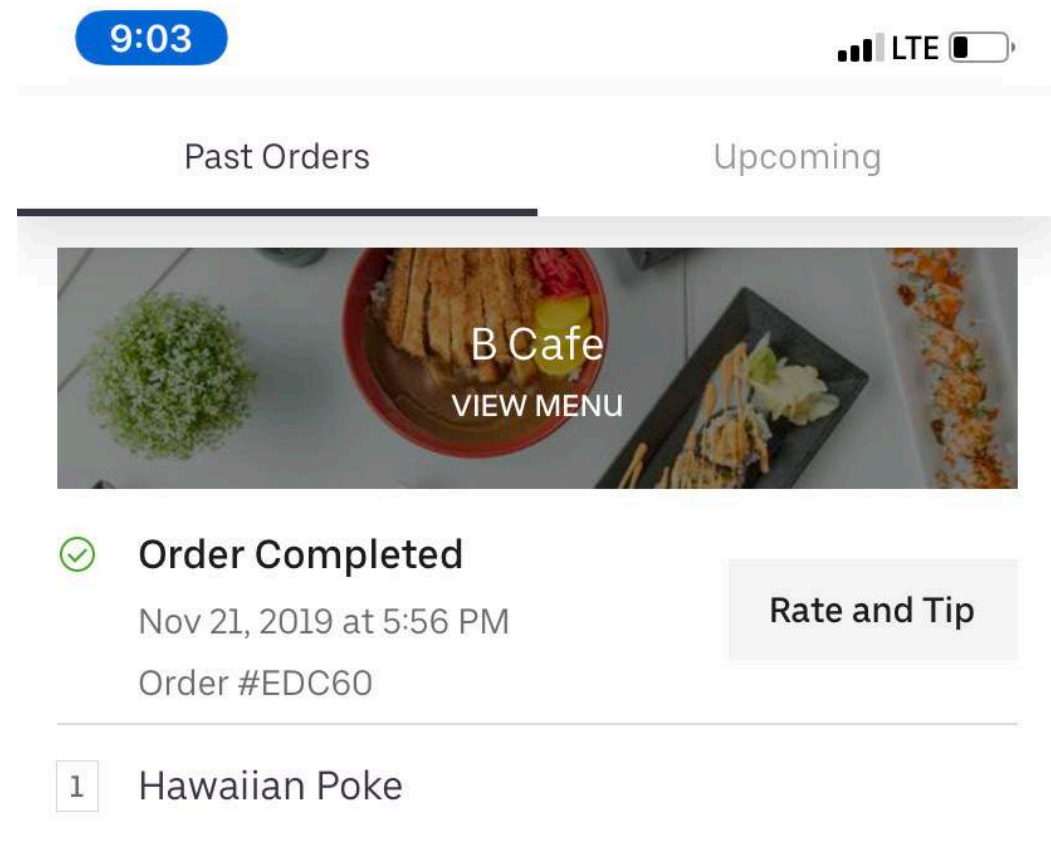 9:03
LTE
Past Orders
Upcoming
B Cafe
VIEW MENU
Order Completed
Nov 21, 2019 at 5:56 PM
Rate and Tip
Order #EDC60
1 Hawaiian Poke